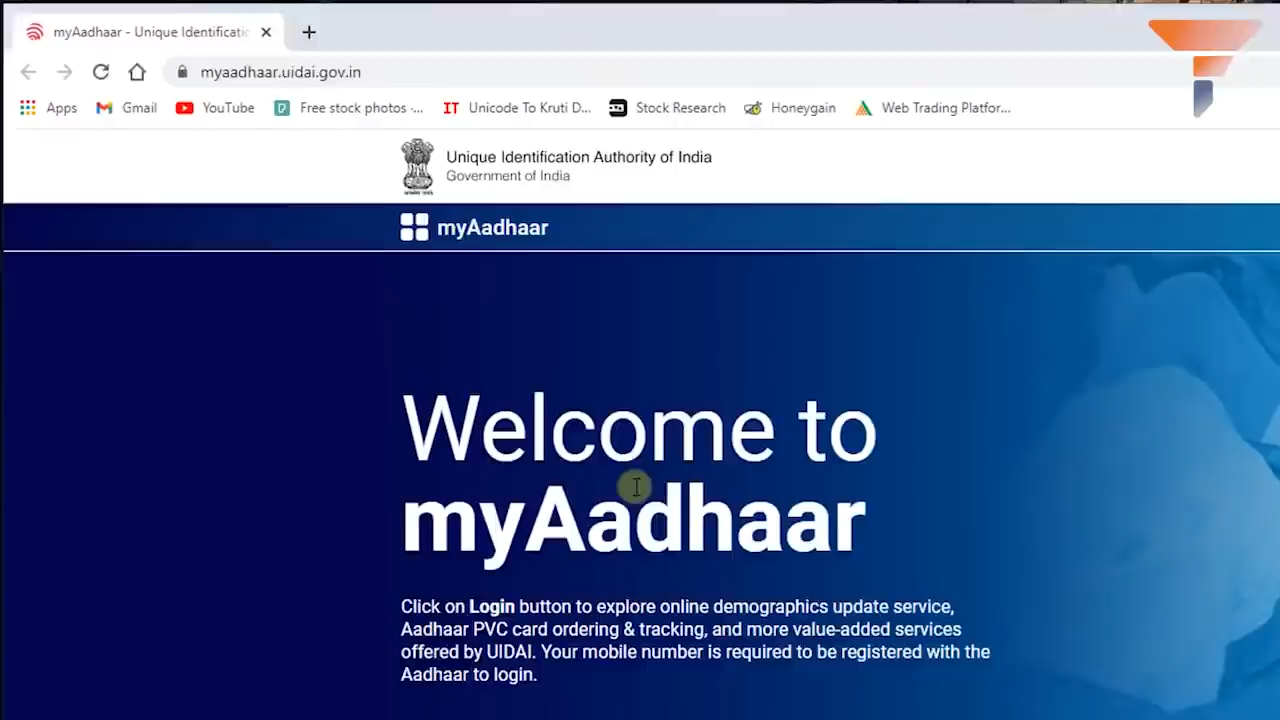 myAadhaar - Unique Identificatic
myaadhaar.uidai.gov.in
Apps Gmail YouTube Free stock photos -... IT Unicode To Kruti D... Stock Research Honeygain Web Trading Platfor...
Unique Identification Authority of India
Government of India
myAadhaar
Welcome to
myAadhaar
Click on Login button to explore online demographics update service,
Aadhaar PVC card ordering & tracking, and more value-added services
offered by UIDAI. Your mobile number is required to be registered with the
Aadhaar to login.